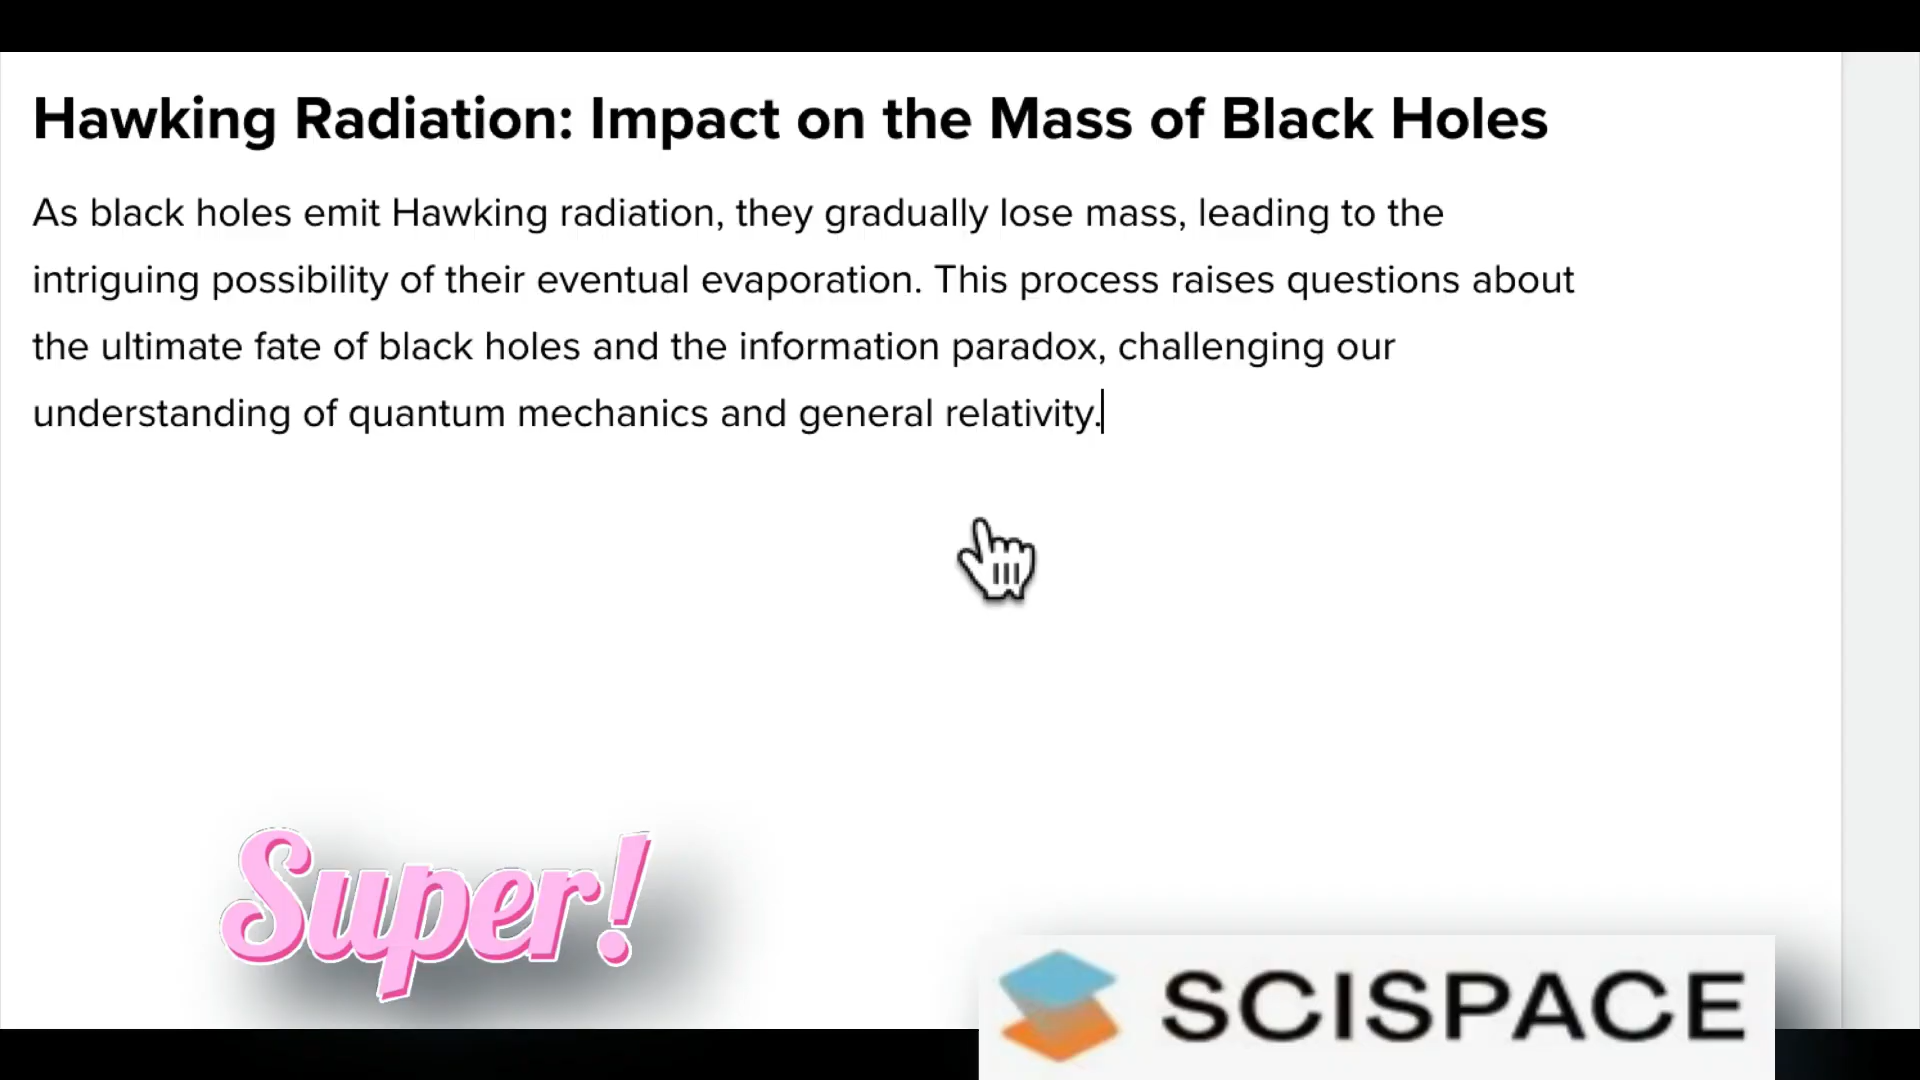 Hawking Radiation: Impact on the Mass of Black Holes
As black holes emit Hawking radiation, they gradually lose mass, leading to the
intriguing possibility of their eventual evaporation. This process raises questions about
the ultimate fate of black holes and the information paradox, challenging our
understanding of quantum mechanics and general relativity.
Super!
SCISPACE